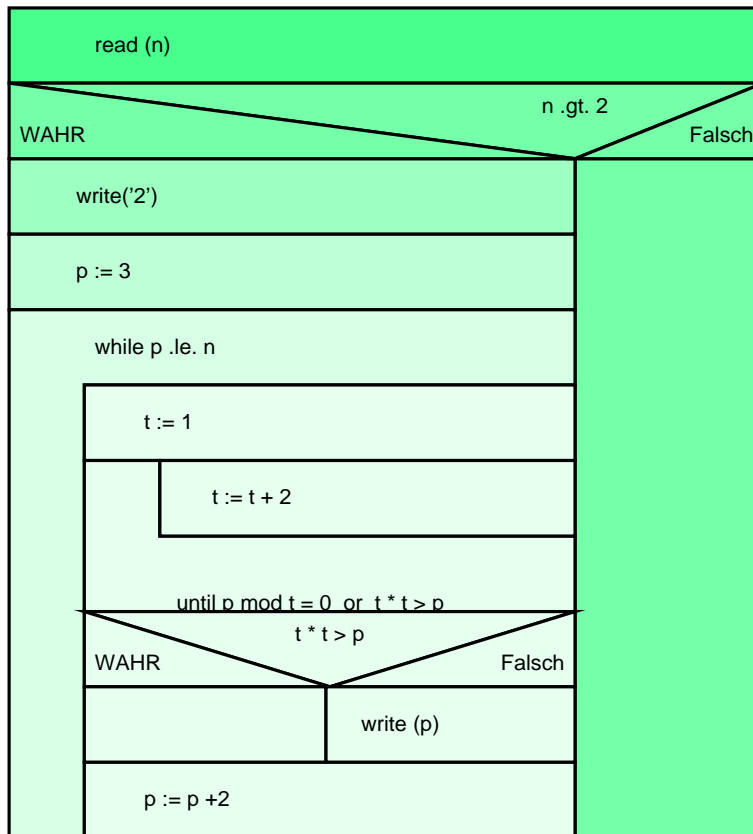 read (n)
n .gt. 2
WAHR Falsch
write('2')
p := 3
while p .le. n
t := 1
t := t + 2
until p mod t = 0 or t * t > p
t * t > p
WAHR Falsch
write (p)
p := p +2